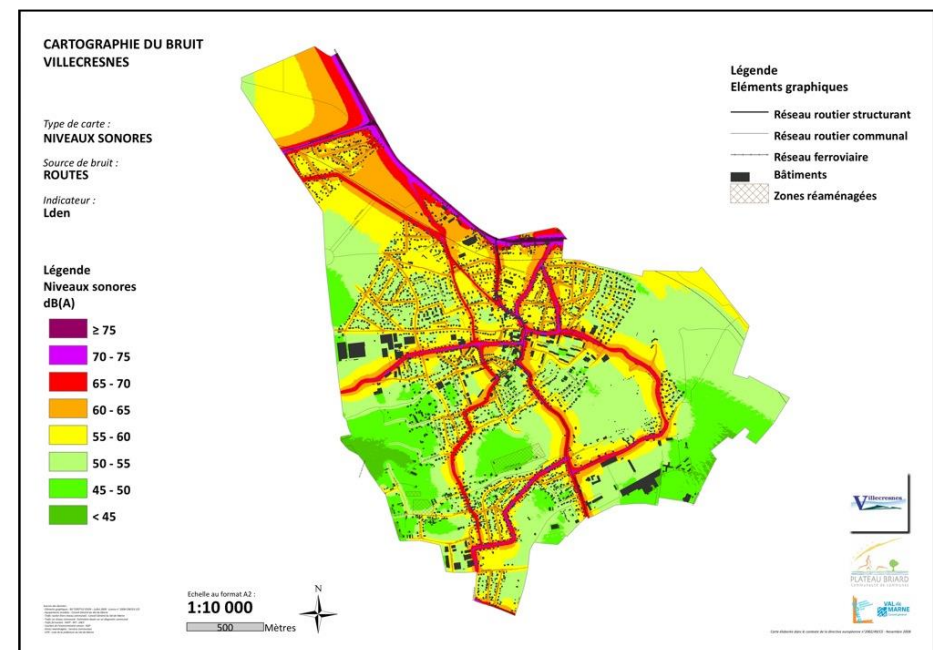 CARTOGRAPHIE DU BRUIT
VILLECRESNES
Type de carte :
NIVEAUX SONORES
Source de bruit :
ROUTES
Indicateur :
Lden
Légende
Niveaux sonores
dB(A)
≥ 75
70 - 75
65 - 70
60 - 65
55 - 60
50 - 55
45 - 50
< 45
Légende
Eléments graphiques
Réseau routier structurant
Réseau routier communal
Réseau ferroviaire
Bâtiments
Zones réaménagées
Echelle au format A2 :
1:10 000
500 Mètres
N
Villecresnes
PLATEAU BRIARD
VAL de
MARNE